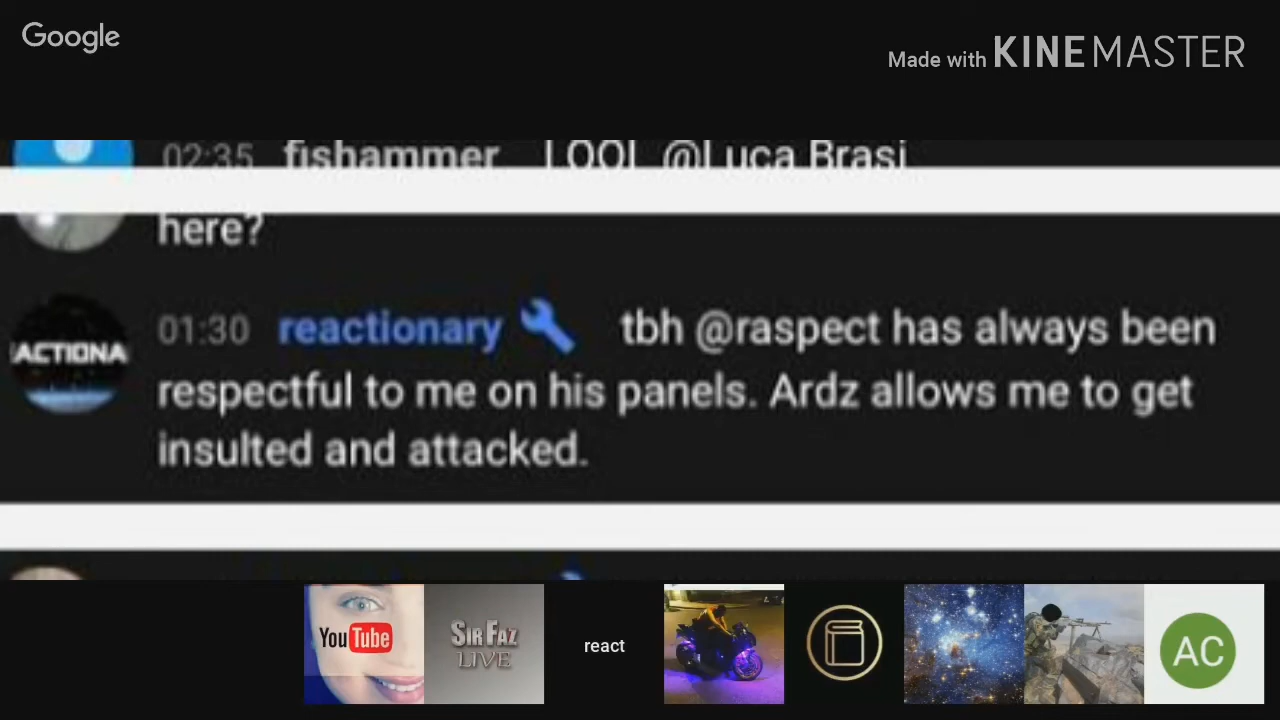 Google
Made with KINEMASTER
02:35 fishammer LOOL @Luca Brasi
here?
ACTIONA
01:30 reactionary tbh @raspect has always been
respectful to me on his panels. Ardz allows me to get
insulted and attacked.
YouTube
SIR FAZ
LIVE
react
AC